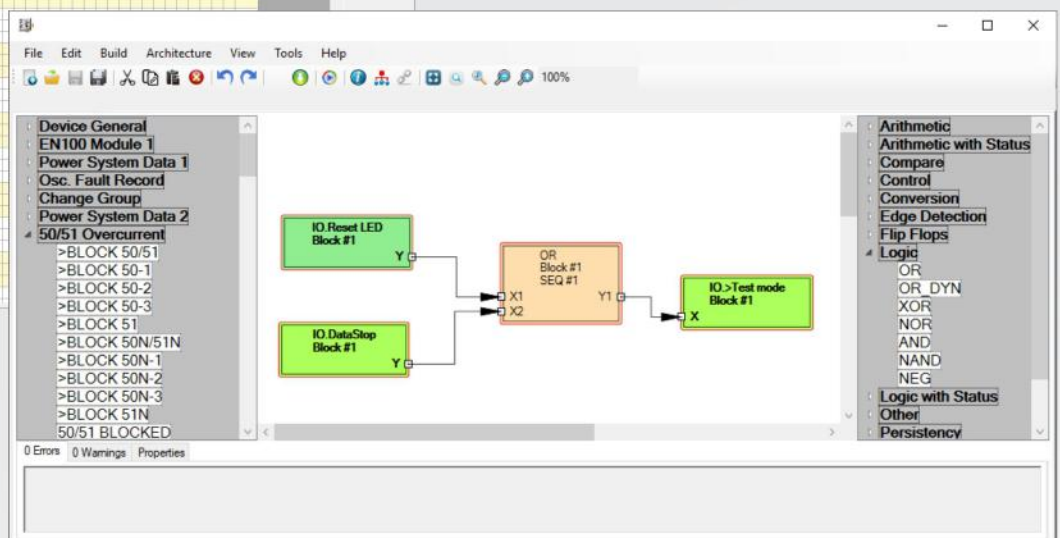 File Edit Build Architecture View Tools Help
100%
Device General
EN100 Module 1
Power System Data 1
Osc. Fault Record
Change Group
Power System Data 2
50/51 Overcurrent
>BLOCK 50/51
>BLOCK 50-1
>BLOCK 50-2
>BLOCK 50-3
>BLOCK 51
>BLOCK 50N/51N
>BLOCK 50N-1
>BLOCK 50N-2
>BLOCK 50N-3
>BLOCK 51N
50/51 BLOCKED
IO.Reset LED
Block #1
Y
IO.DataStop
Block #1
Y
OR
Block #1
SEQ #1
X1 Y1
X2
IO.>Test mode
Block #1
X
Arithmetic
Arithmetic with Status
Compare
Control
Conversion
Edge Detection
Flip Flops
Logic
OR
OR_DYN
XOR
NOR
AND
NAND
NEG
Logic with Status
Other
Persistency
0 Errors 0 Warnings Properties